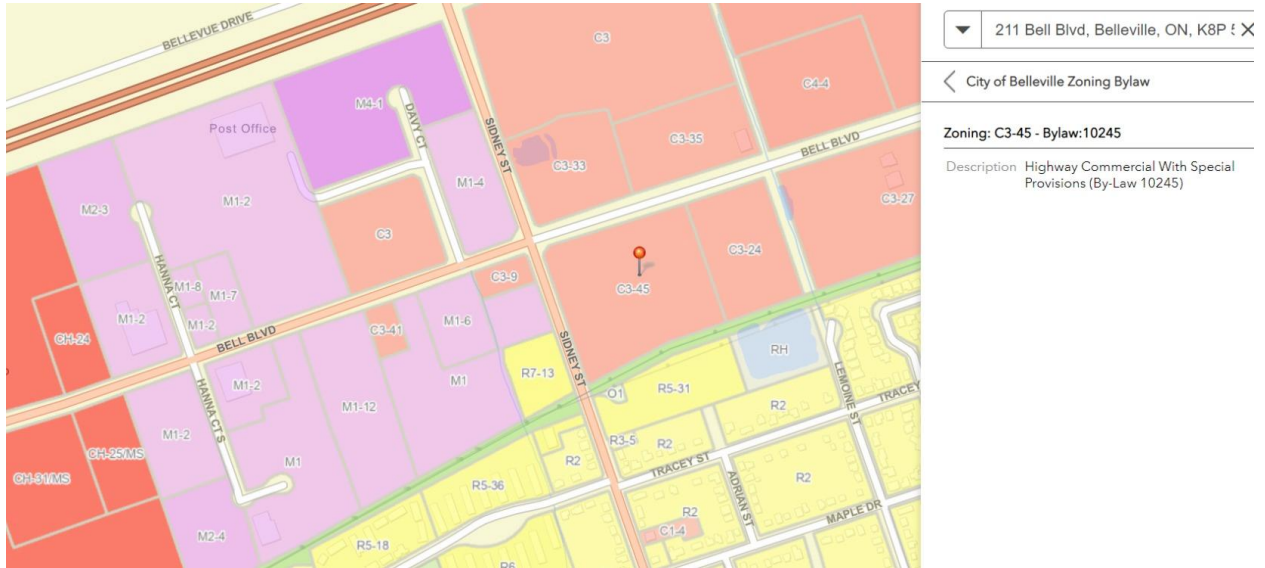 BELLEVUE DRIVE
C3
C4-4
M4-1
DAVY CT
Post Office
SIDNEY ST
C3-35
BELL BLVD
C3-33
M1-4
M2-3
M1-2
C3-27
C3
C3-24
HANNA CT
C3-9
C3-45
M1-8
M1-7
M1-2
M1-2
CH-24
BELL BLVD
C3-41
M1-6
SIDNEY ST
RH
LEMOINE ST
R7-13
M1
M1-2
O1
R5-31
TRACEY
HANNA CT S
M1-12
R2
M1-2
R3-5
R2
CH-25/MS
M1
R2
TRACEY ST
CH-31/MS
R5-36
ADRIAN ST
R2
R2
MAPLE DR
M2-4
C1-4
R5-18
R6
211 Bell Blvd, Belleville, ON, K8P
City of Belleville Zoning Bylaw
Zoning: C3-45 - Bylaw:10245
Description Highway Commercial With Special
Provisions (By-Law 10245)